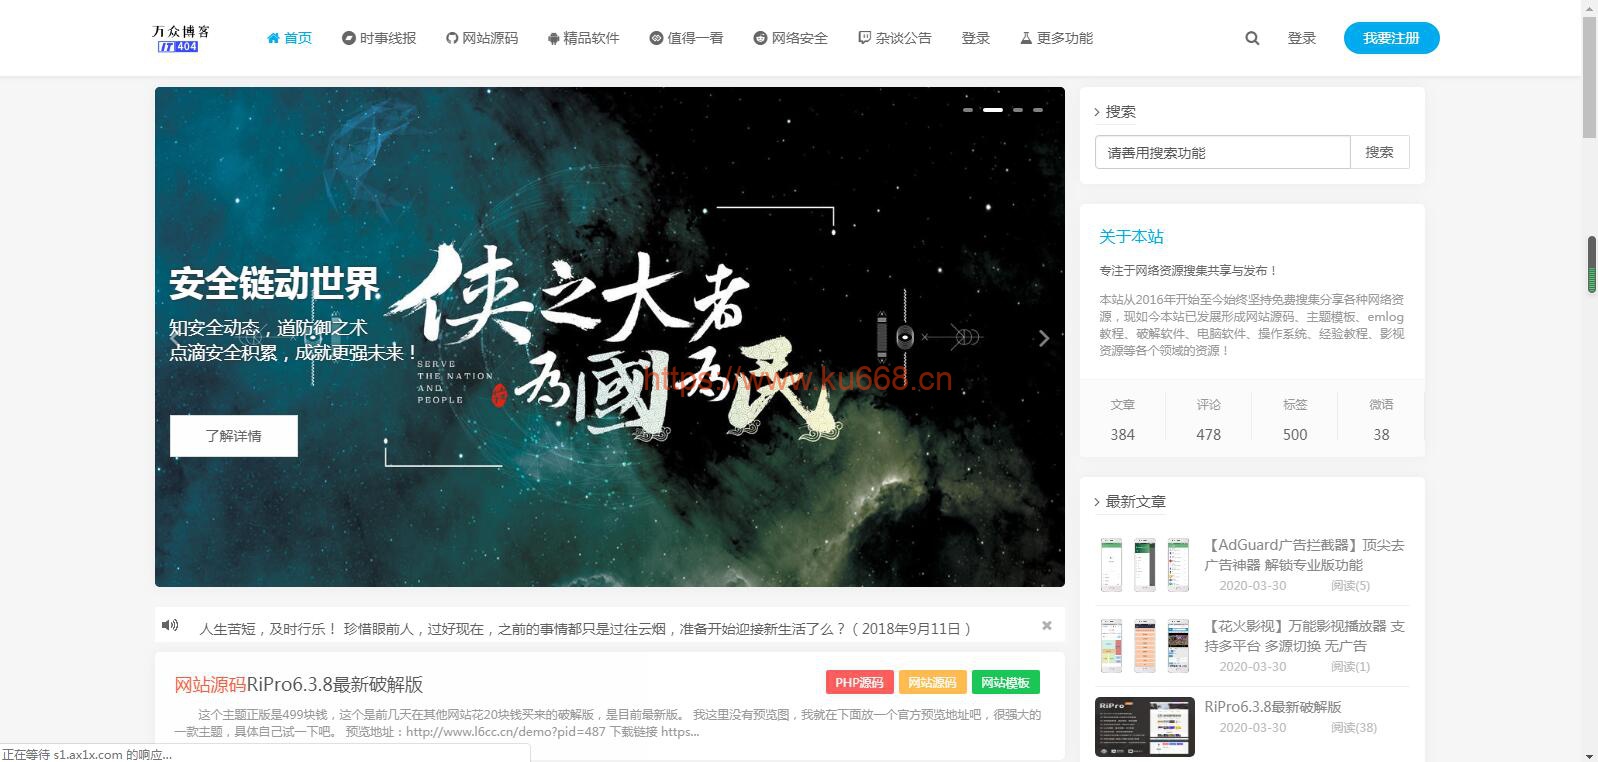 万众博客
IT 404
首页
时事线报
网站源码
精品软件
值得一看
网络安全
杂谈公告
登录
更多功能
登录
我要注册
安全链动世界
知安全动态，道防御之术
点滴安全积累，成就更强未来！
了解详情
侠之大者
為國為民
SERVE
THE NATION
AND
PEOPLE
https://www.ku668.cn
人生苦短，及时行乐！ 珍惜眼前人，过好现在，之前的事情都只是过往云烟，准备开始迎接新生活了么？（ 2018年9月11日 ）
网站源码RiPro6.3.8最新破解版
PHP源码
网站源码
网站模板
这个主题正版是499块钱，这个是前几天在其他网站花20块钱买来的破解版，是目前最新版。 我这里没有预览图，我就在下面放一个官方预览地址吧，很强大的
一款主题，具体自己试一下吧。 预览地址：http://www.l6cc.cn/demo?pid=487 下载链接 https...
正在等待 s1.ax1x.com 的响应...
搜索
请善用搜索功能
搜索
关于本站
专注于网络资源搜集共享与发布！
本站从2016年开始至今始终坚持免费搜集分享各种网络资
源，现如今本站已发展形成网站源码、主题模板、emlog
教程、破解软件、电脑软件、操作系统、经验教程、影视
资源等各个领域的资源！
文章 评论 标签 微语
384 478 500 38
最新文章
【AdGuard广告拦截器】顶尖去
广告神器 解锁专业版功能
2020-03-30 阅读(5)
【花火影视】万能影视播放器 支
持多平台 多源切换 无广告
2020-03-30 阅读(1)
RiPro
RiPro6.3.8最新破解版
2020-03-30 阅读(38)